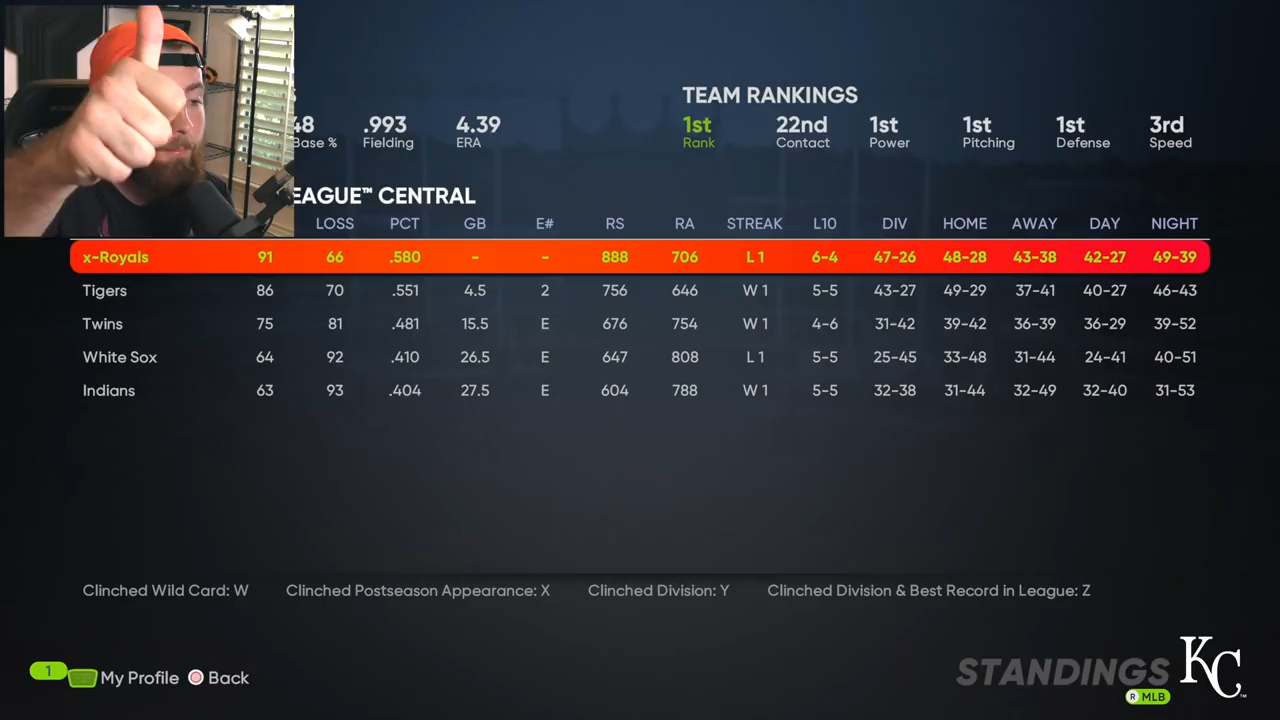 TEAM RANKINGS
48 .993 4.39 1st 22nd 1st 1st 1st 3rd
Base % Fielding ERA Rank Contact Power Pitching Defense Speed
EAGUE™ CENTRAL
LOSS PCT GB E# RS RA STREAK L10 DIV HOME AWAY DAY NIGHT
x-Royals 91 66 .580 - - 888 706 L 1 6-4 47-26 48-28 43-38 42-27 49-39
Tigers 86 70 .551 4.5 2 756 646 W 1 5-5 43-27 49-29 37-41 40-27 46-43
Twins 75 81 .481 15.5 E 676 754 W 1 4-6 31-42 39-42 36-39 36-29 39-52
White Sox 64 92 .410 26.5 E 647 808 L 1 5-5 25-45 33-48 31-44 24-41 40-51
Indians 63 93 .404 27.5 E 604 788 W 1 5-5 32-38 31-44 32-49 32-40 31-53
Clinched Wild Card: W Clinched Postseason Appearance: X Clinched Division: Y Clinched Division & Best Record in League: Z
1 My Profile Back
STANDINGS KC
R MLB